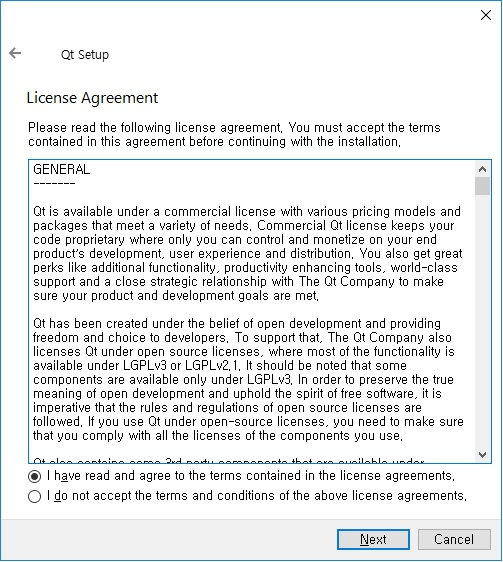 Qt Setup
License Agreement
Please read the following license agreement. You must accept the terms
contained in this agreement before continuing with the installation.
GENERAL
-------
Qt is available under a commercial license with various pricing models and
packages that meet a variety of needs. Commercial Qt license keeps your
code proprietary where only you can control and monetize on your end
product's development, user experience and distribution. You also get great
perks like additional functionality, productivity enhancing tools, world-class
support and a close strategic relationship with The Qt Company to make
sure your product and development goals are met.
Qt has been created under the belief of open development and providing
freedom and choice to developers. To support that, The Qt Company also
licenses Qt under open source licenses, where most of the functionality is
available under LGPLv3 or LGPLv2.1. It should be noted that some
components are available only under LGPLv3. In order to preserve the true
meaning of open development and uphold the spirit of free software, it is
imperative that the rules and regulations of open source licenses are
followed. If you use Qt under open-source licenses, you need to make sure
that you comply with all the licenses of the components you use.
Qt also contains some 3rd party components that are available under
I have read and agree to the terms contained in the license agreements.
I do not accept the terms and conditions of the above license agreements.
Next
Cancel